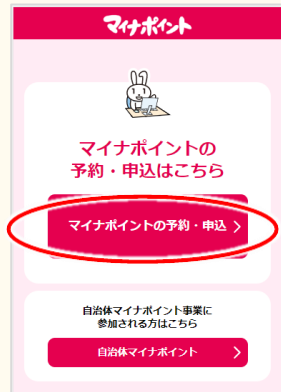 マイナポイント
マイナポイントの
予約・申込はこちら
マイナポイントの予約・申込
自治体マイナポイント事業に
参加される方はこちら
自治体マイナポイント